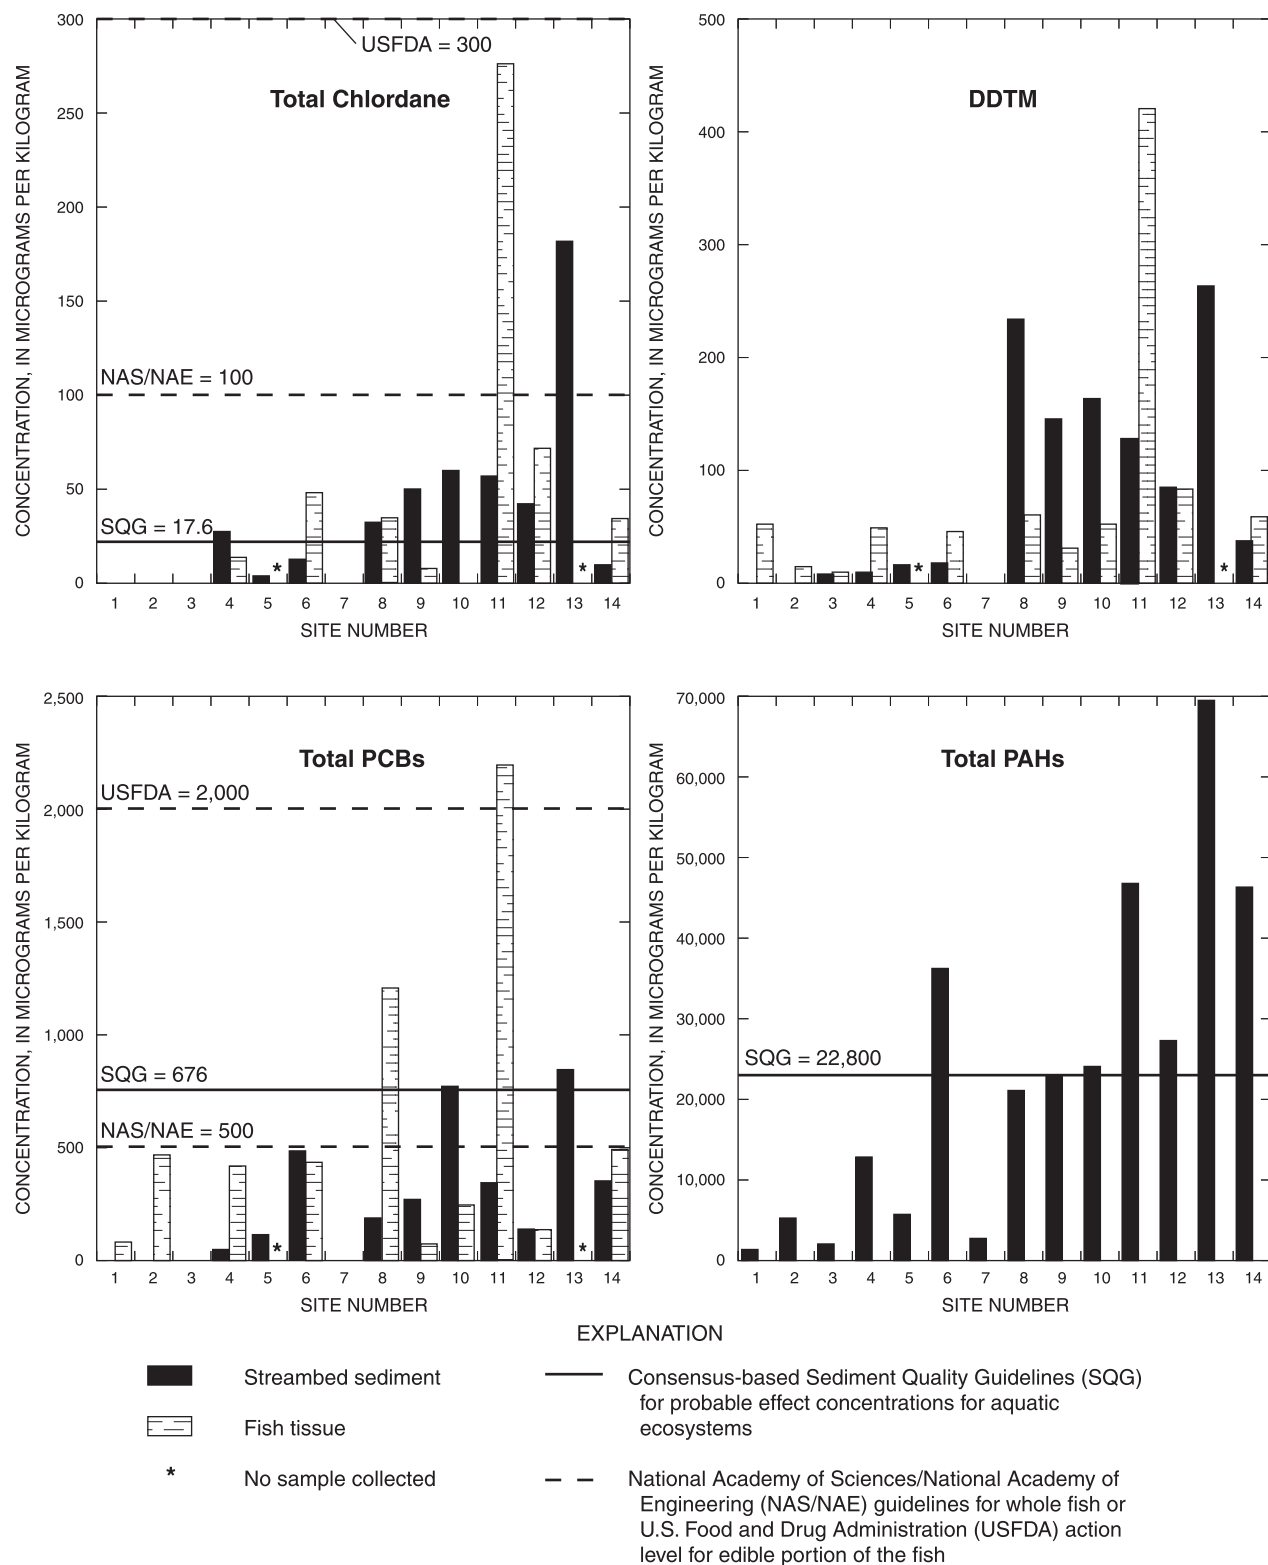 300
250
200
150
100
50
0
CONCENTRATION, IN MICROGRAMS PER KILOGRAM
USFDA = 300
Total Chlordane
NAS/NAE = 100
SQG = 17.6
*
*
1 2 3 4 5 6 7 8 9 10 11 12 13 14
SITE NUMBER
500
400
300
200
100
0
CONCENTRATION, IN MICROGRAMS PER KILOGRAM
DDTM
*
*
1 2 3 4 5 6 7 8 9 10 11 12 13 14
SITE NUMBER
2,500
2,000
1,500
1,000
500
0
CONCENTRATION, IN MICROGRAMS PER KILOGRAM
Total PCBs
USFDA = 2,000
SQG = 676
NAS/NAE = 500
*
*
1 2 3 4 5 6 7 8 9 10 11 12 13 14
SITE NUMBER
70,000
60,000
50,000
40,000
30,000
20,000
10,000
0
CONCENTRATION, IN MICROGRAMS PER KILOGRAM
Total PAHs
SQG = 22,800
1 2 3 4 5 6 7 8 9 10 11 12 13 14
SITE NUMBER
EXPLANATION
Streambed sediment
Fish tissue
* No sample collected
Consensus-based Sediment Quality Guidelines (SQG)
for probable effect concentrations for aquatic
ecosystems
National Academy of Sciences/National Academy of
Engineering (NAS/NAE) guidelines for whole fish or
U.S. Food and Drug Administration (USFDA) action
level for edible portion of the fish